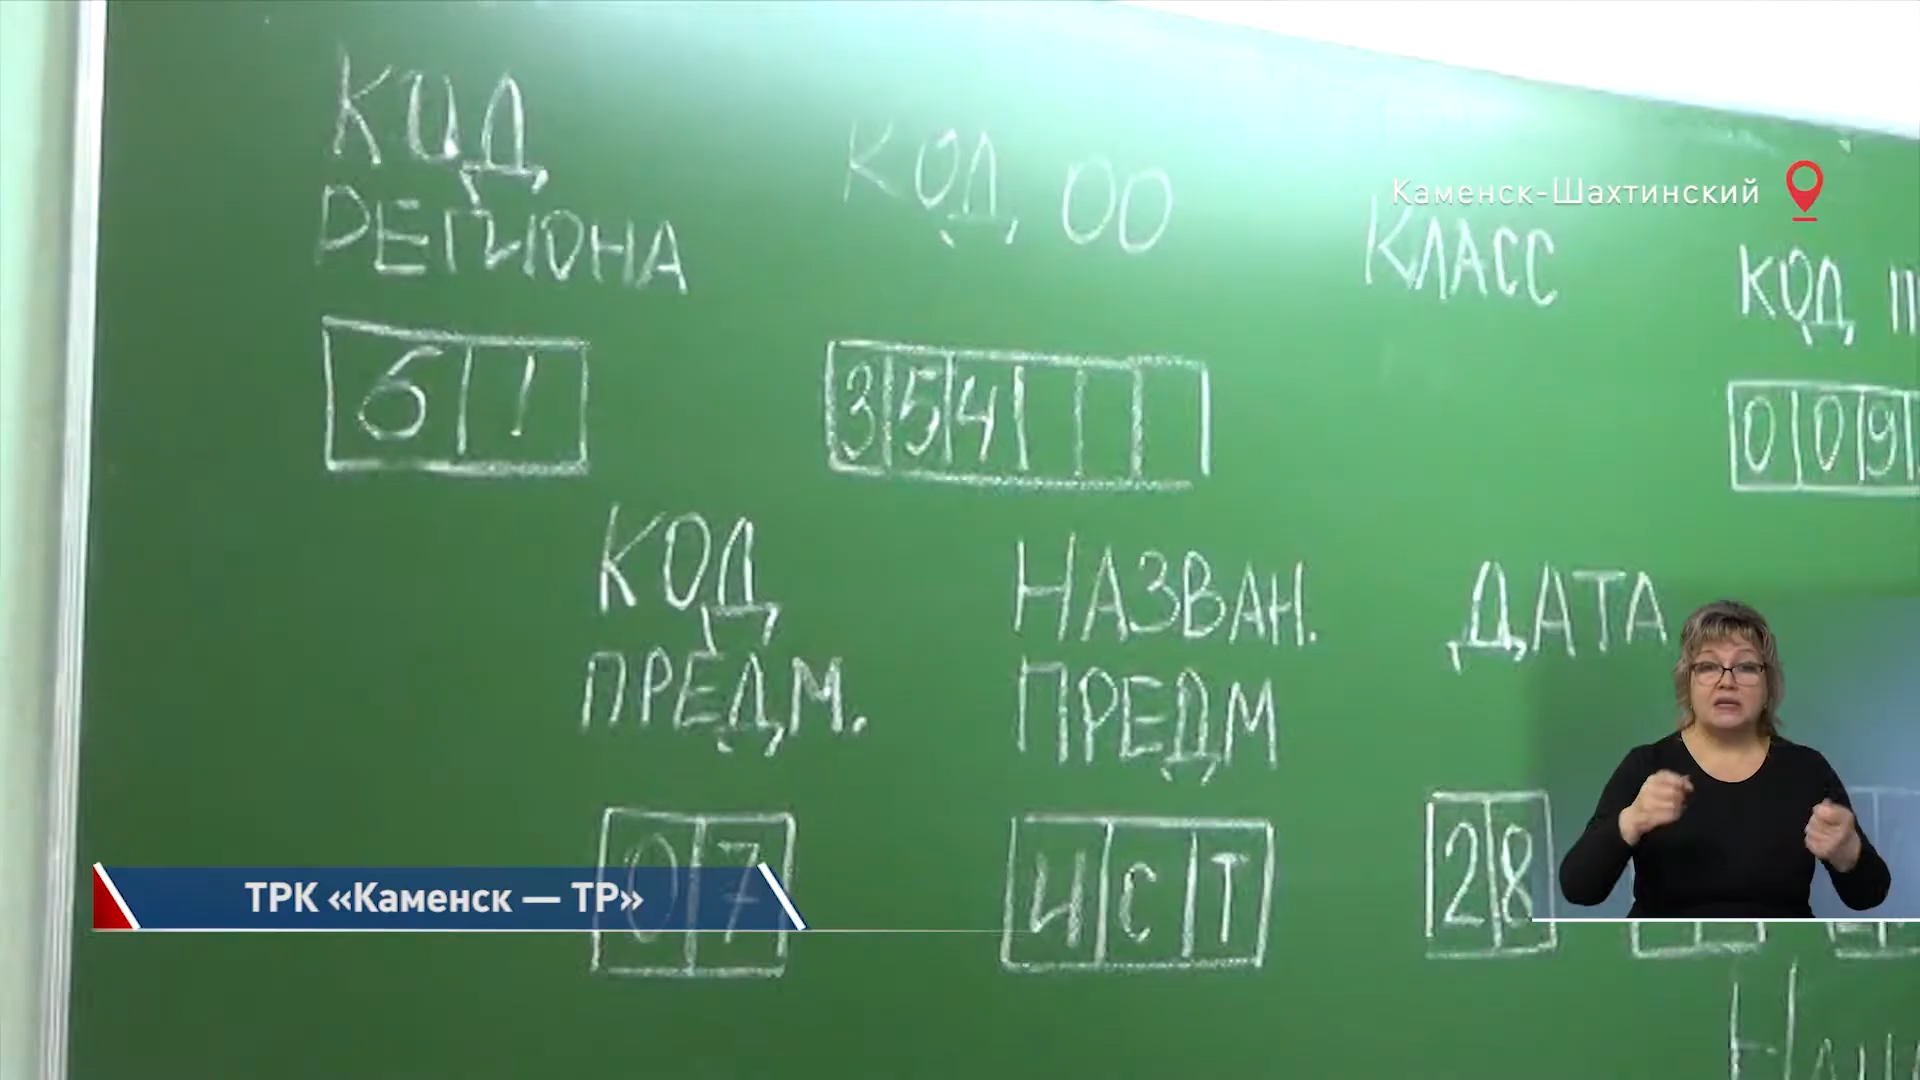 КОД
РЕГИОНА
КОД ОО
Каменск-Шахтинский
КЛАСС
КОД
61
354
009
КОД
ПРЕДМ.
НАЗВАН.
ПРЕДМ
ДАТА
07
ИСТ
28
ТРК «Каменск — ТР»